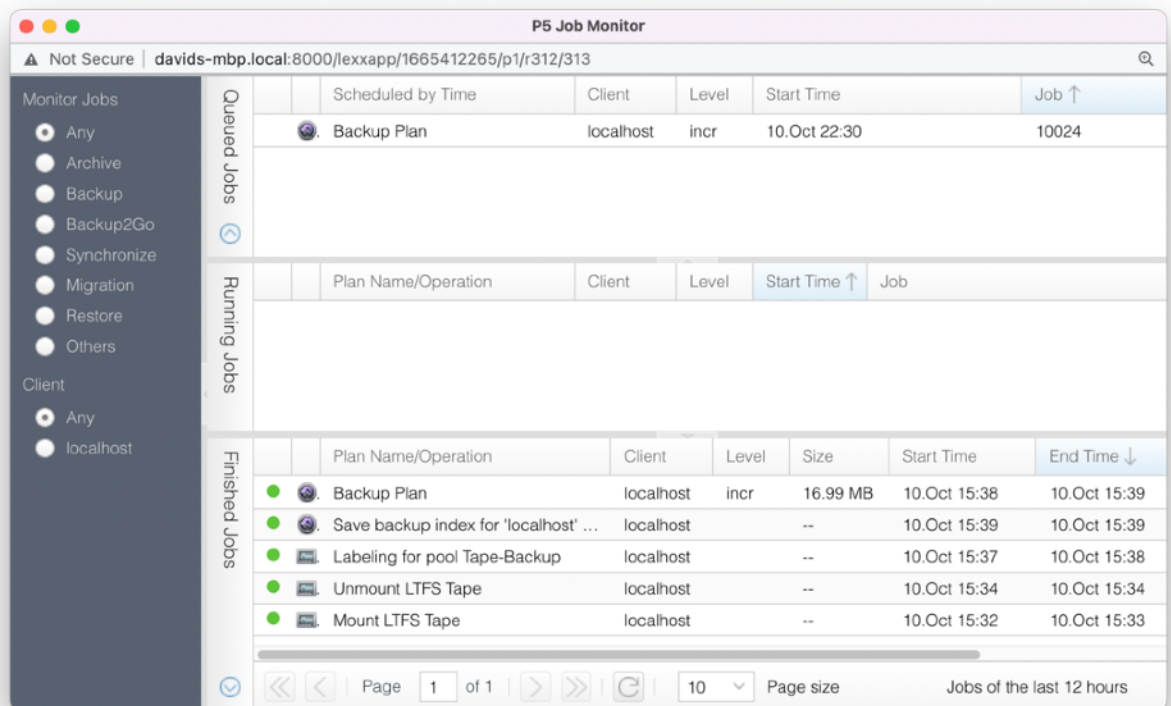 P5 Job Monitor
Not Secure davids-mbp.local:8000/lexxapp/1665412265/p1/r312/313
Monitor Jobs
Any
Archive
Backup
Backup2Go
Synchronize
Migration
Restore
Others
Client
Any
localhost
Queued Jobs
Scheduled by Time Client Level Start Time Job ↑
Backup Plan localhost incr 10.Oct 22:30 10024
Running Jobs
Plan Name/Operation Client Level Start Time ↑ Job
Finished Jobs
Plan Name/Operation Client Level Size Start Time End Time ↓
Backup Plan localhost incr 16.99 MB 10.Oct 15:38 10.Oct 15:39
Save backup index for 'localhost' ... localhost -- 10.Oct 15:39 10.Oct 15:39
Labeling for pool Tape-Backup localhost -- 10.Oct 15:37 10.Oct 15:38
Unmount LTFS Tape localhost -- 10.Oct 15:34 10.Oct 15:34
Mount LTFS Tape localhost -- 10.Oct 15:32 10.Oct 15:33
Page 1 of 1 10 Page size Jobs of the last 12 hours